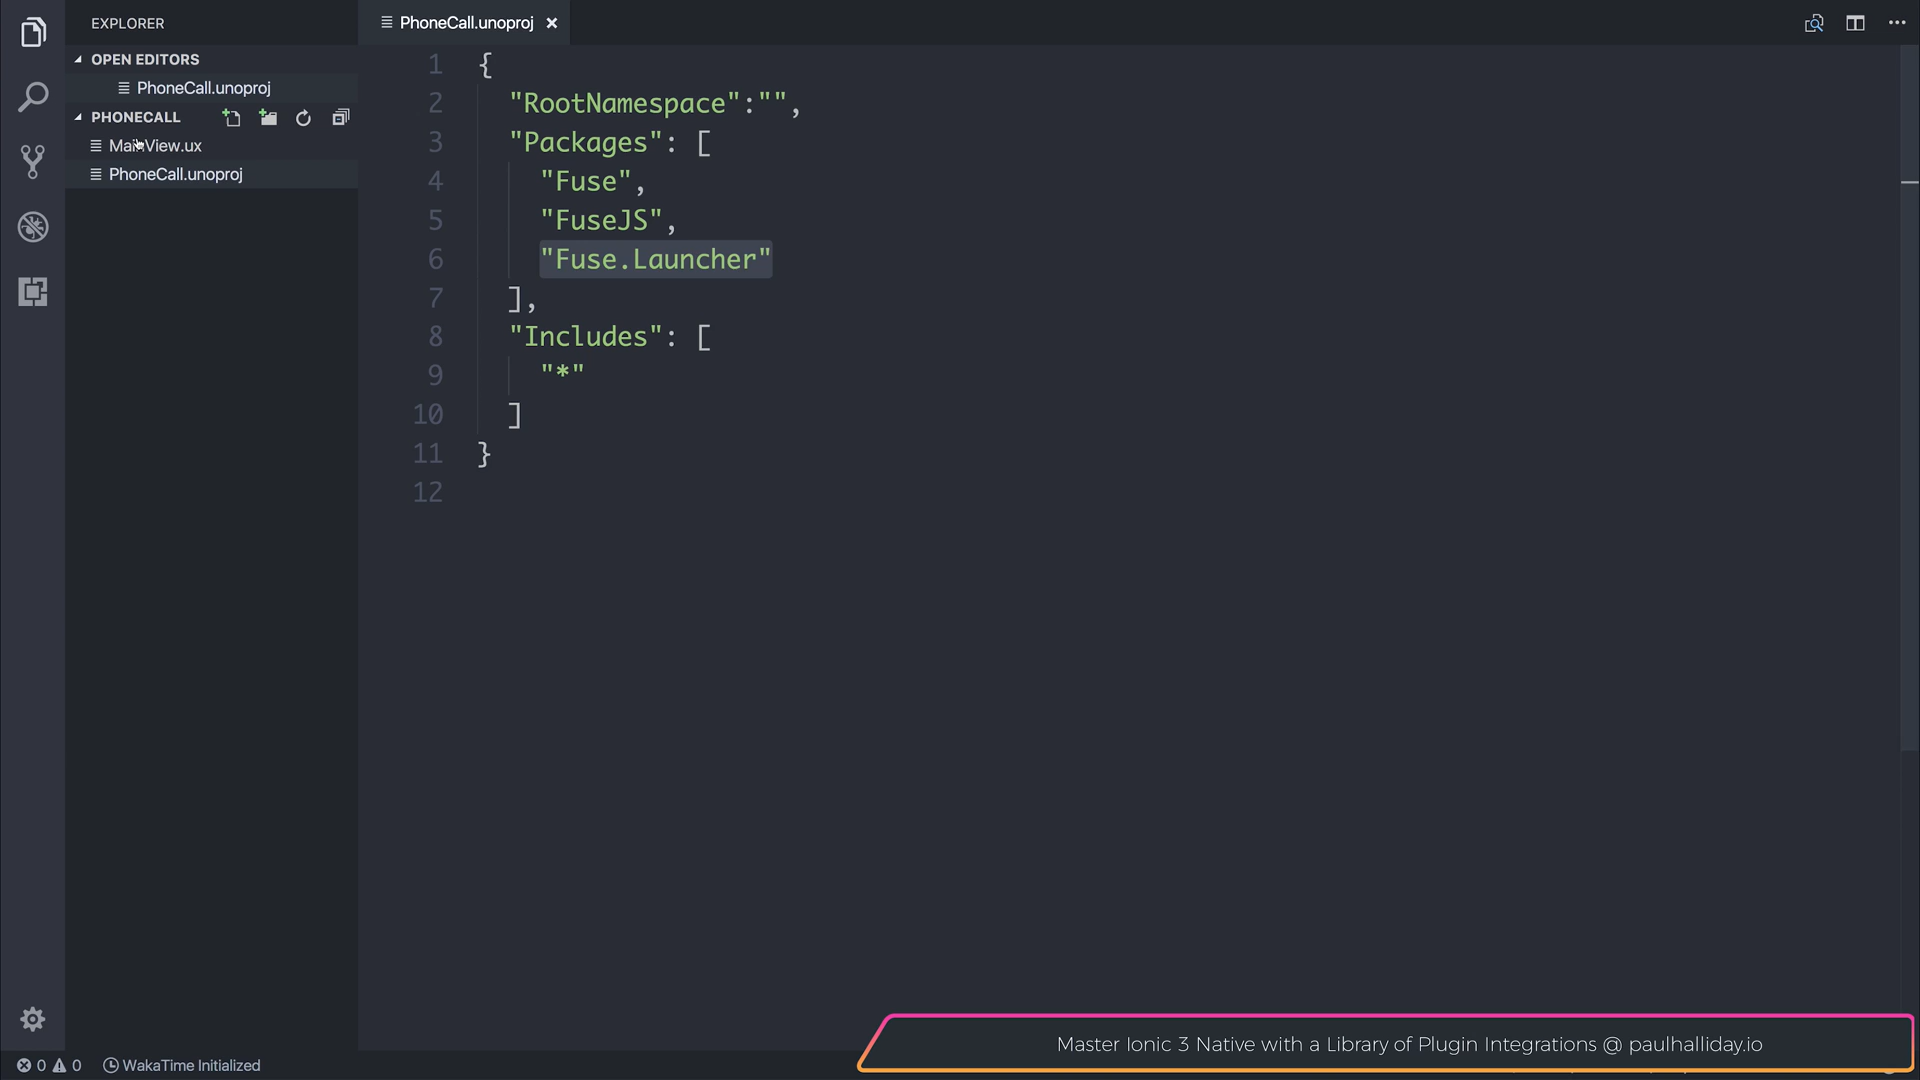 EXPLORER
OPEN EDITORS
PhoneCall.unoproj
PHONECALL
MainView.ux
PhoneCall.unoproj
PhoneCall.unoproj ×
1 {
2 "RootNamespace":"",
3 "Packages": [
4 "Fuse",
5 "FuseJS",
6 "Fuse.Launcher"
7 ],
8 "Includes": [
9 "*"
10 ]
11 }
12
0 0 WakaTime Initialized
Master Ionic 3 Native with a Library of Plugin Integrations @ paulhalliday.io